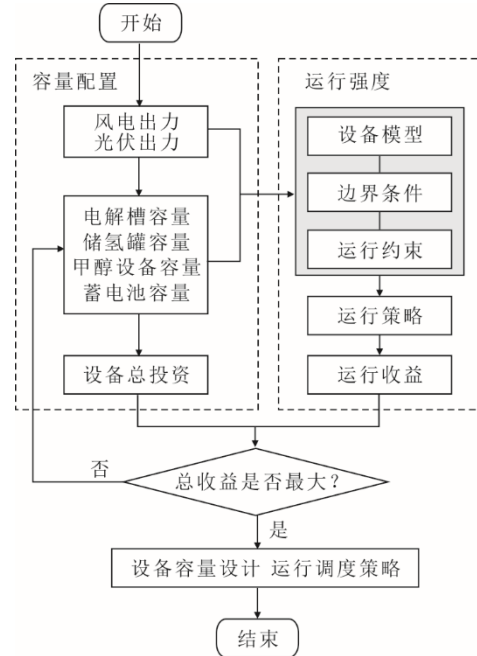 开始
容量配置
风电出力
光伏出力
电解槽容量
储氢罐容量
甲醇设备容量
蓄电池容量
设备总投资
运行强度
设备模型
边界条件
运行约束
运行策略
运行收益
总收益是否最大?
否
是
设备容量设计 运行调度策略
结束